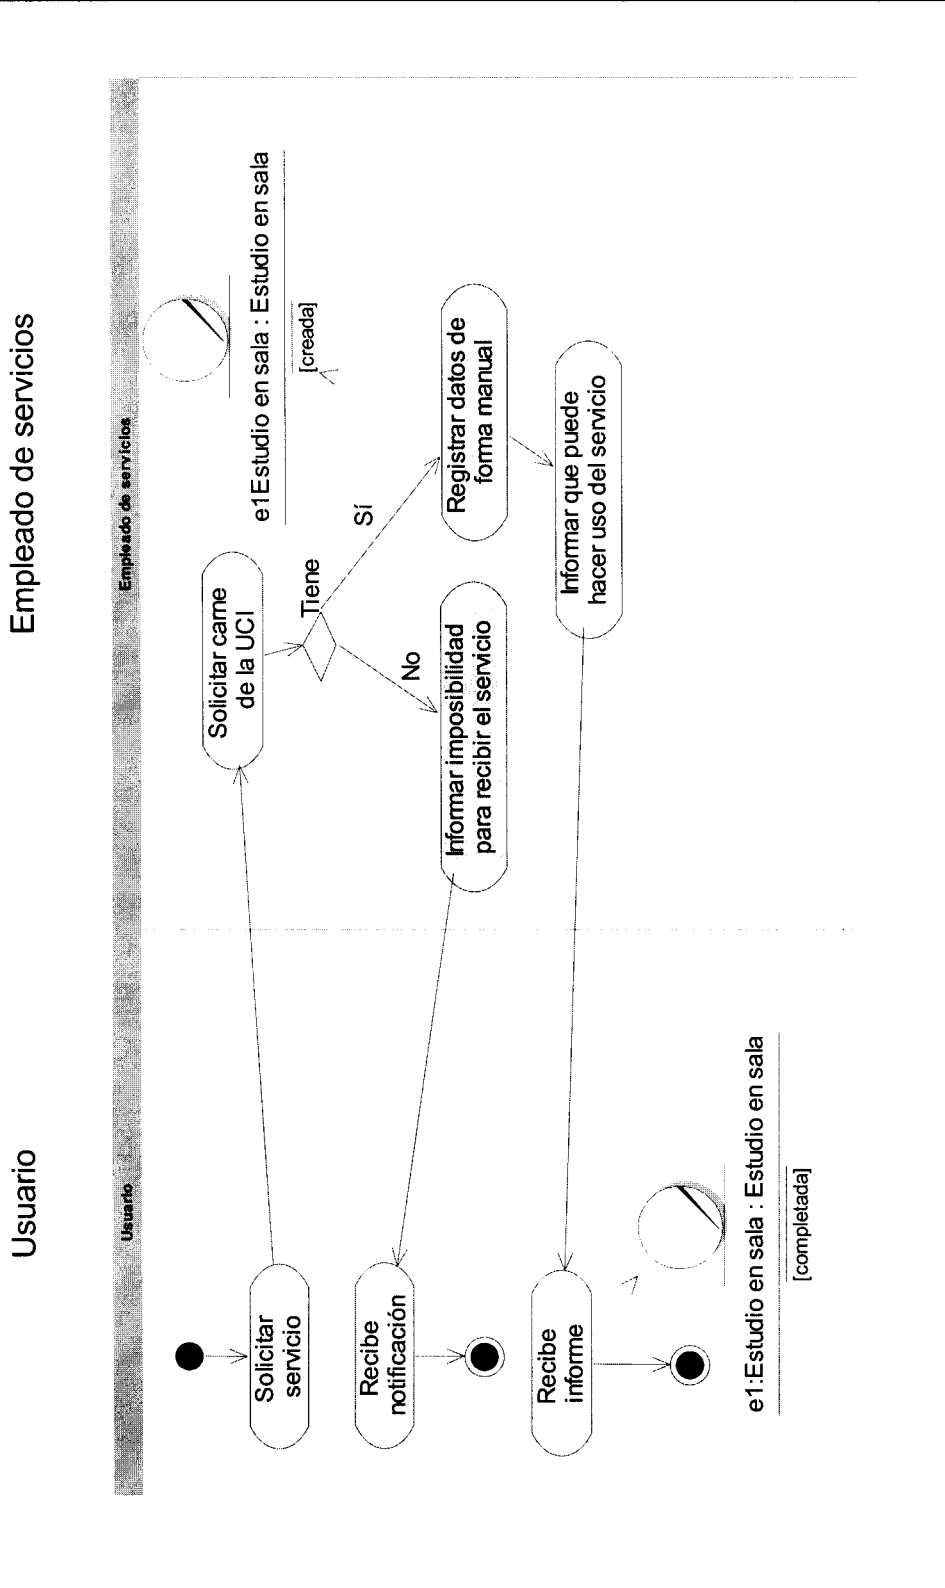 Usuario
Empleado de servicios
Usuario
Empleado de servicios
Solicitar
servicio
Solicitar carne
de la UCI
Tiene
Sí
No
e1Estudio en sala : Estudio en sala
[creada]
Recibe
notificación
Informar imposibilidad
para recibir el servicio
Registrar datos de
forma manual
Recibe
informe
Informar que puede
hacer uso del servicio
e1:Estudio en sala : Estudio en sala
[completada]